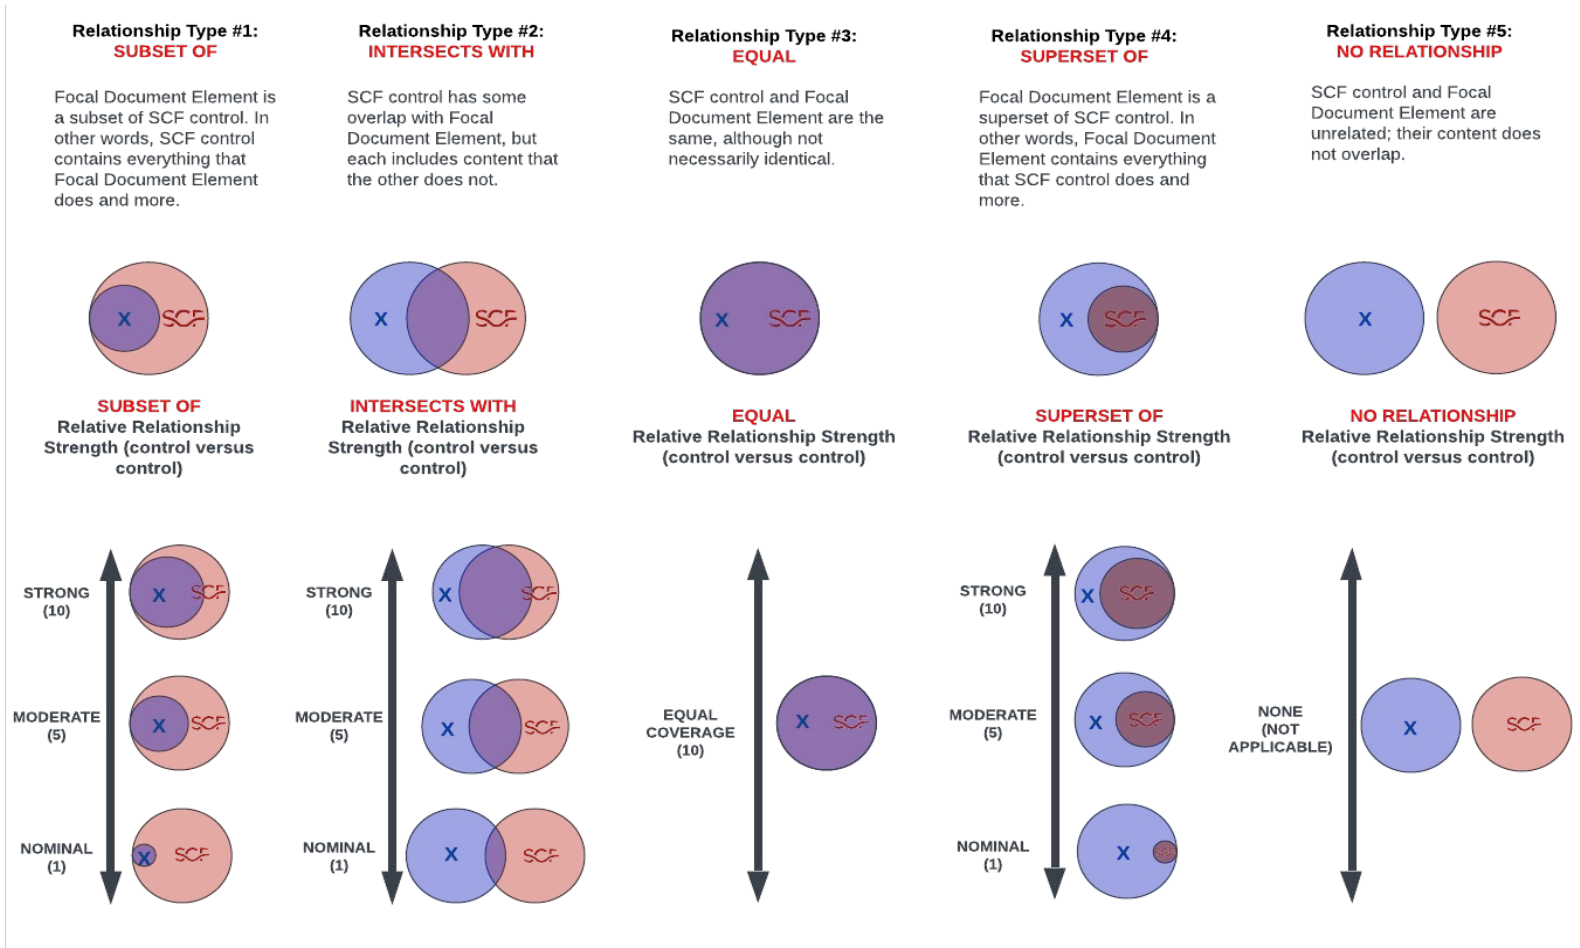 Relationship Type #1:
SUBSET OF
Focal Document Element is
a subset of SCF control. In
other words, SCF control
contains everything that
Focal Document Element
does and more.
X
SCF
SUBSET OF
Relative Relationship
Strength (control versus
control)
STRONG
(10)
X
SCF
MODERATE
(5)
X
SCF
NOMINAL
(1)
X
SCF
Relationship Type #2:
INTERSECTS WITH
SCF control has some
overlap with Focal
Document Element, but
each includes content that
the other does not.
X
SCF
INTERSECTS WITH
Relative Relationship
Strength (control versus
control)
STRONG
(10)
X
SCF
MODERATE
(5)
X
SCF
NOMINAL
(1)
X
SCF
Relationship Type #3:
EQUAL
SCF control and Focal
Document Element are the
same, although not
necessarily identical.
X
SCF
EQUAL
Relative Relationship Strength
(control versus control)
EQUAL
COVERAGE
(10)
X
SCF
Relationship Type #4:
SUPERSET OF
Focal Document Element is a
superset of SCF control. In
other words, Focal Document
Element contains everything
that SCF control does and
more.
X
SCF
SUPERSET OF
Relative Relationship Strength
(control versus control)
STRONG
(10)
X
SCF
MODERATE
(5)
X
SCF
NOMINAL
(1)
X
SCF
Relationship Type #5:
NO RELATIONSHIP
SCF control and Focal
Document Element are
unrelated; their content does
not overlap.
X
SCF
NO RELATIONSHIP
Relative Relationship Strength
(control versus control)
NONE
(NOT
APPLICABLE)
X
SCF